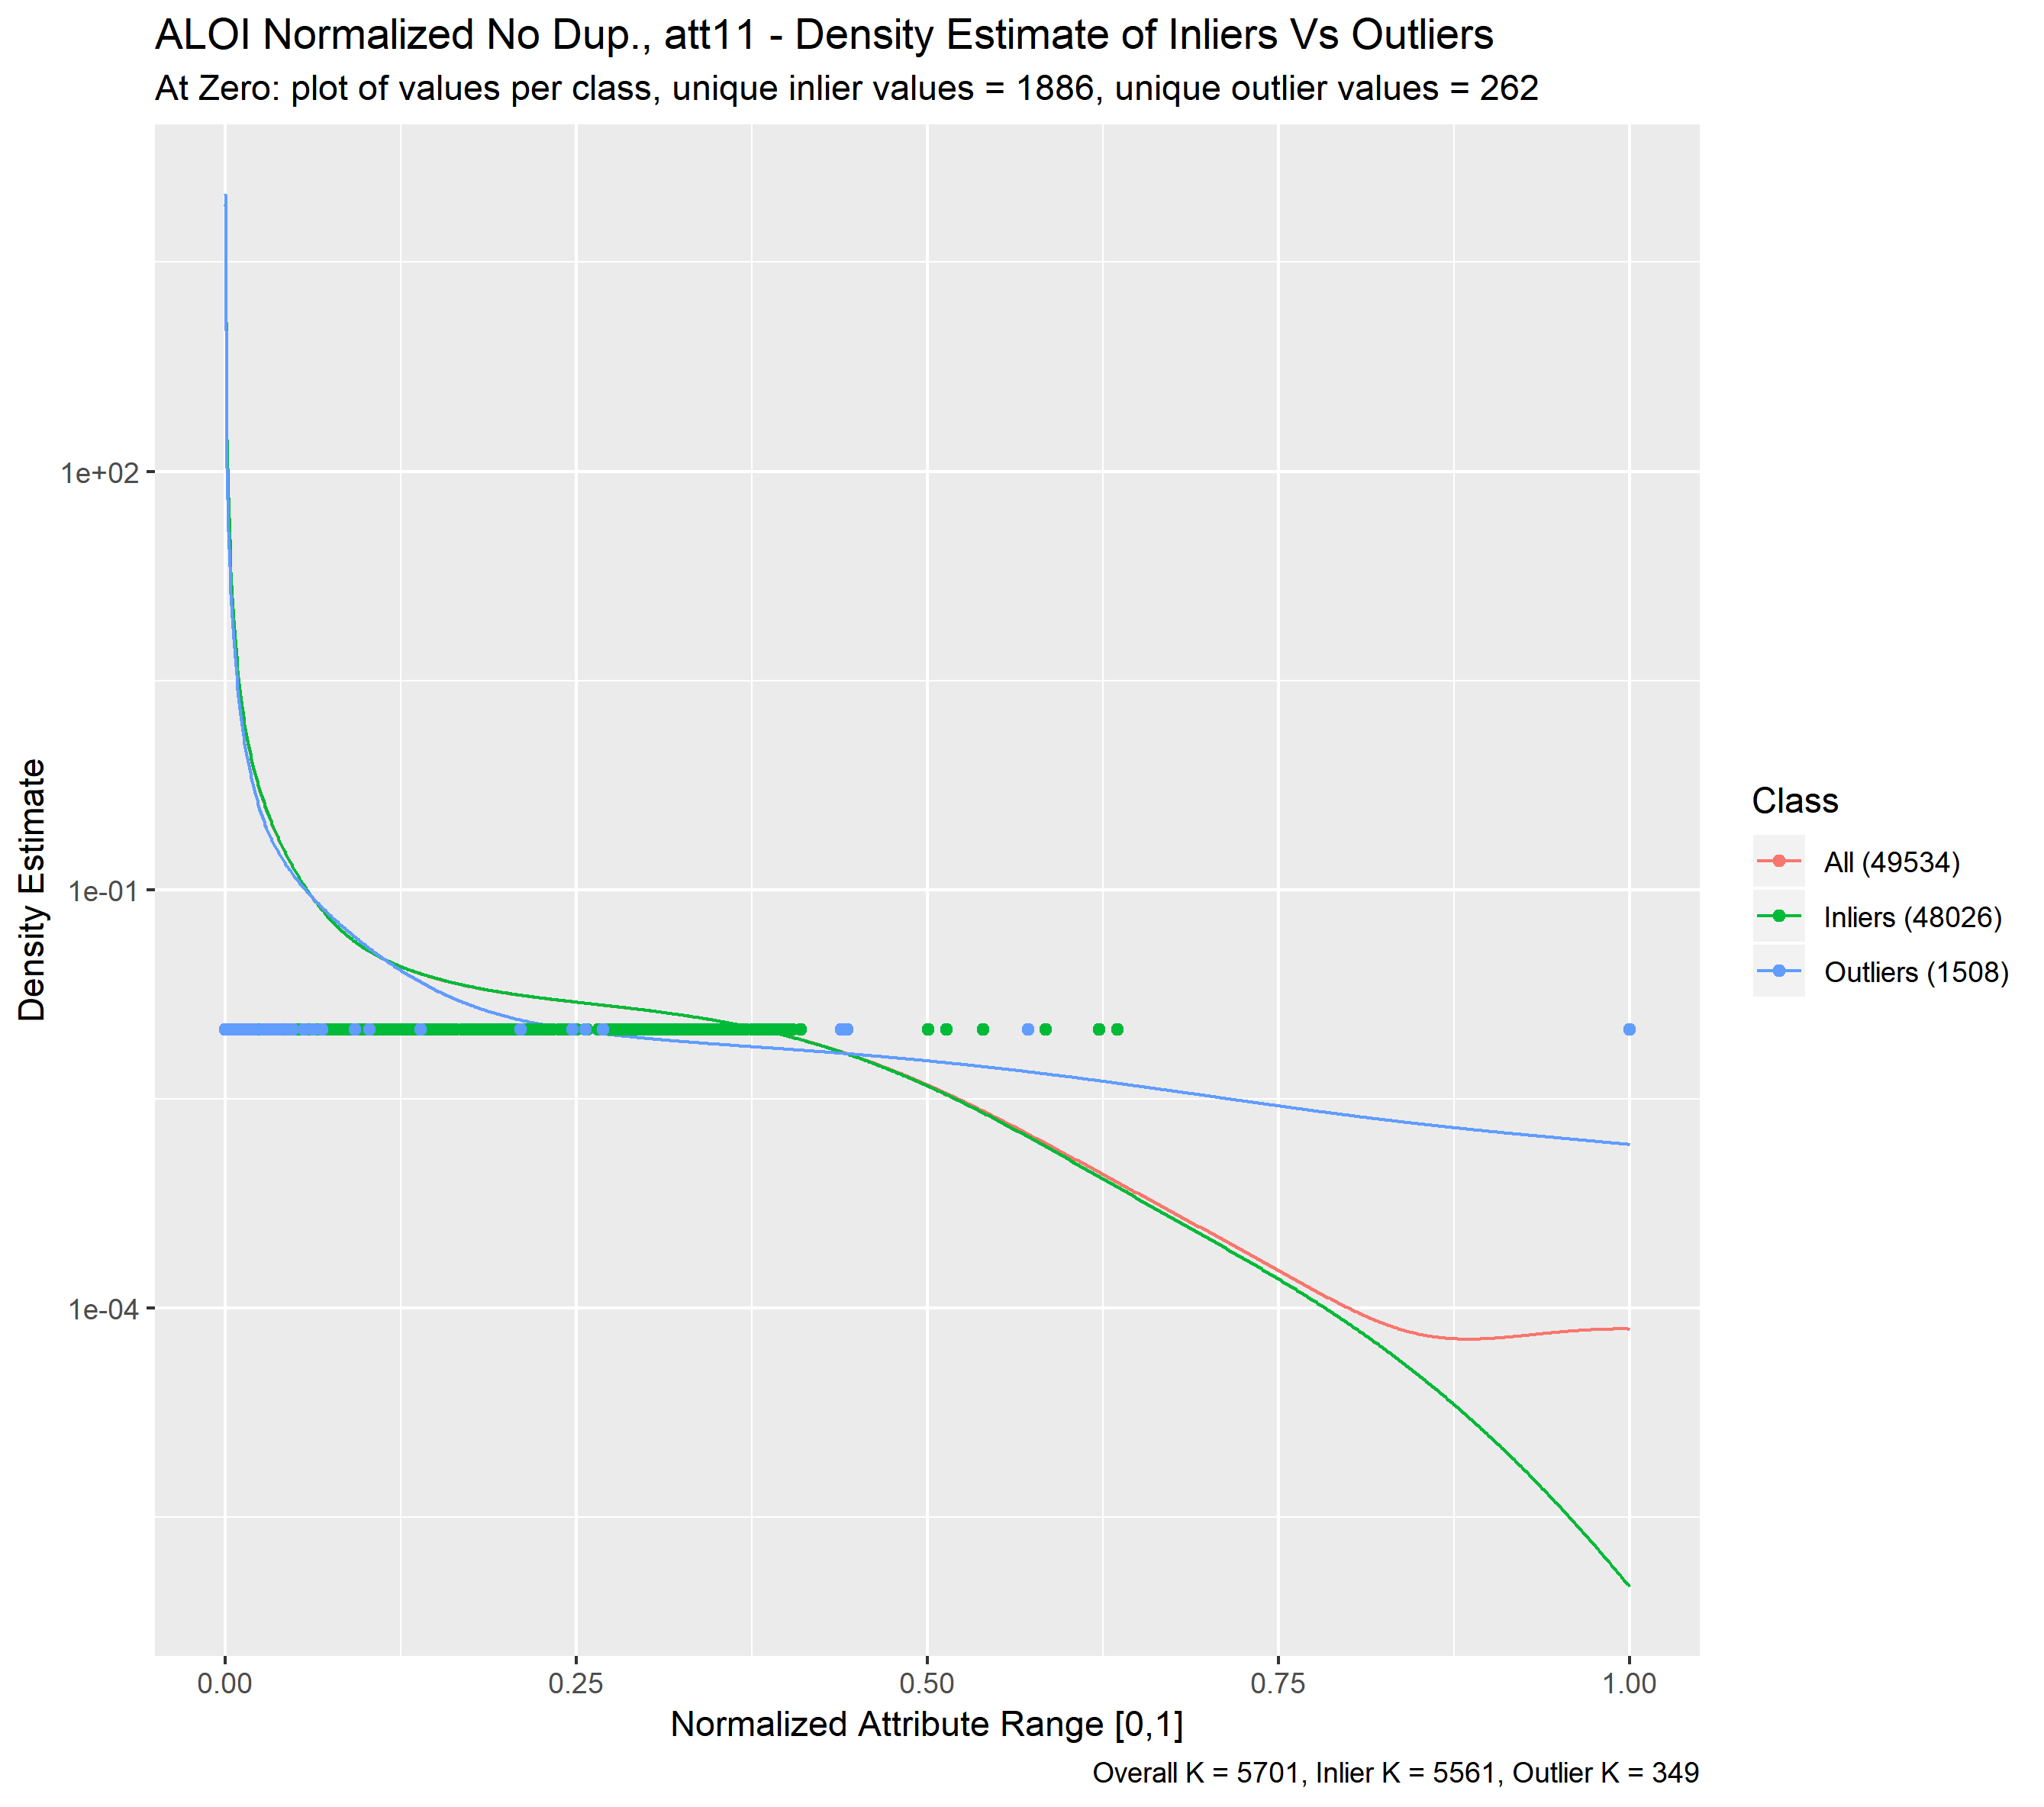 ALOI Normalized No Dup., att11 - Density Estimate of Inliers Vs Outliers
At Zero: plot of values per class, unique inlier values = 1886, unique outlier values = 262
Density Estimate
1e+02
1e-01
1e-04
0.00
0.25
0.50
0.75
1.00
Normalized Attribute Range [0,1]
Overall K = 5701, Inlier K = 5561, Outlier K = 349
Class
All (49534)
Inliers (48026)
Outliers (1508)